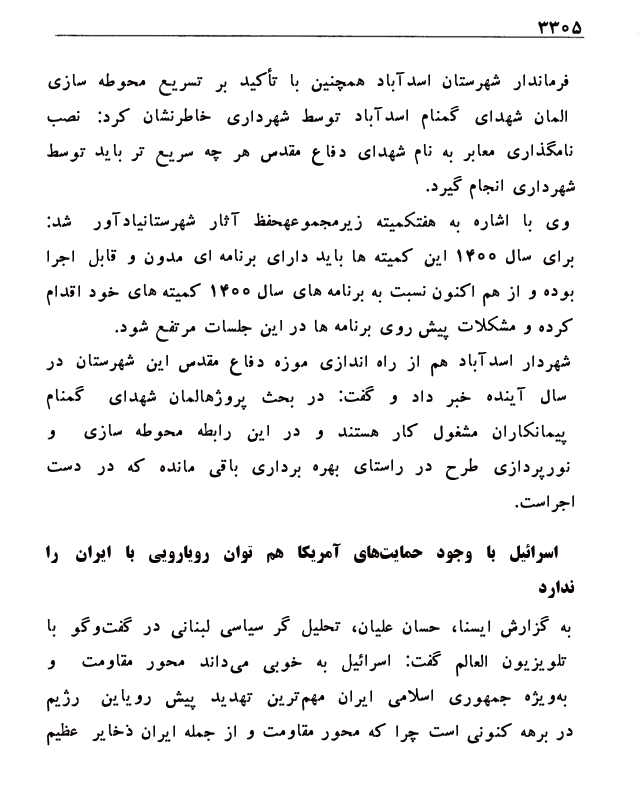 ۳۳۰۵
فرماندار شهرستان اسدآباد همچنین با تأکید بر تسریع محوطه سازی
المان شهدای گمنام اسدآباد توسط شهرداری خاطرنشان کرد: نصب
نامگذاری معابر به نام شهدای دفاع مقدس هر چه سریع تر باید توسط
شهرداری انجام گیرد.
وی با اشاره به هفتکمیته زیرمجموعهحفظ آثار شهرستانیادآور شد:
برای سال ۱۴۰۰ این کمیته ها باید دارای برنامه ای مدون و قابل اجرا
بوده و از هم اکنون نسبت به برنامه های سال ۱۴۰۰ کمیته های خود اقدام
کرده و مشکلات پیش روی برنامه ها در این جلسات مرتفع شود.
شهردار اسدآباد هم از راه اندازی موزه دفاع مقدس این شهرستان در
سال آینده خبر داد و گفت: در بحث پروژهالمان شهدای گمنام
پیمانکاران مشغول کار هستند و در این رابطه محوطه سازی و
نورپردازی طرح در راستای بهره برداری باقی مانده که در دست
اجراست.
اسرائیل با وجود حمایت‌های آمریکا هم توان رویارویی با ایران را
ندارد
به گزارش ایسنا، حسان علیان، تحلیل گر سیاسی لبنانی در گفت‌وگو با
تلویزیون العالم گفت: اسرائیل به خوبی می‌داند محور مقاومت و
به‌ویژه جمهوری اسلامی ایران مهم‌ترین تهدید پیش رویاین رژیم
در برهه کنونی است چرا که محور مقاومت و از جمله ایران ذخایر عظیم